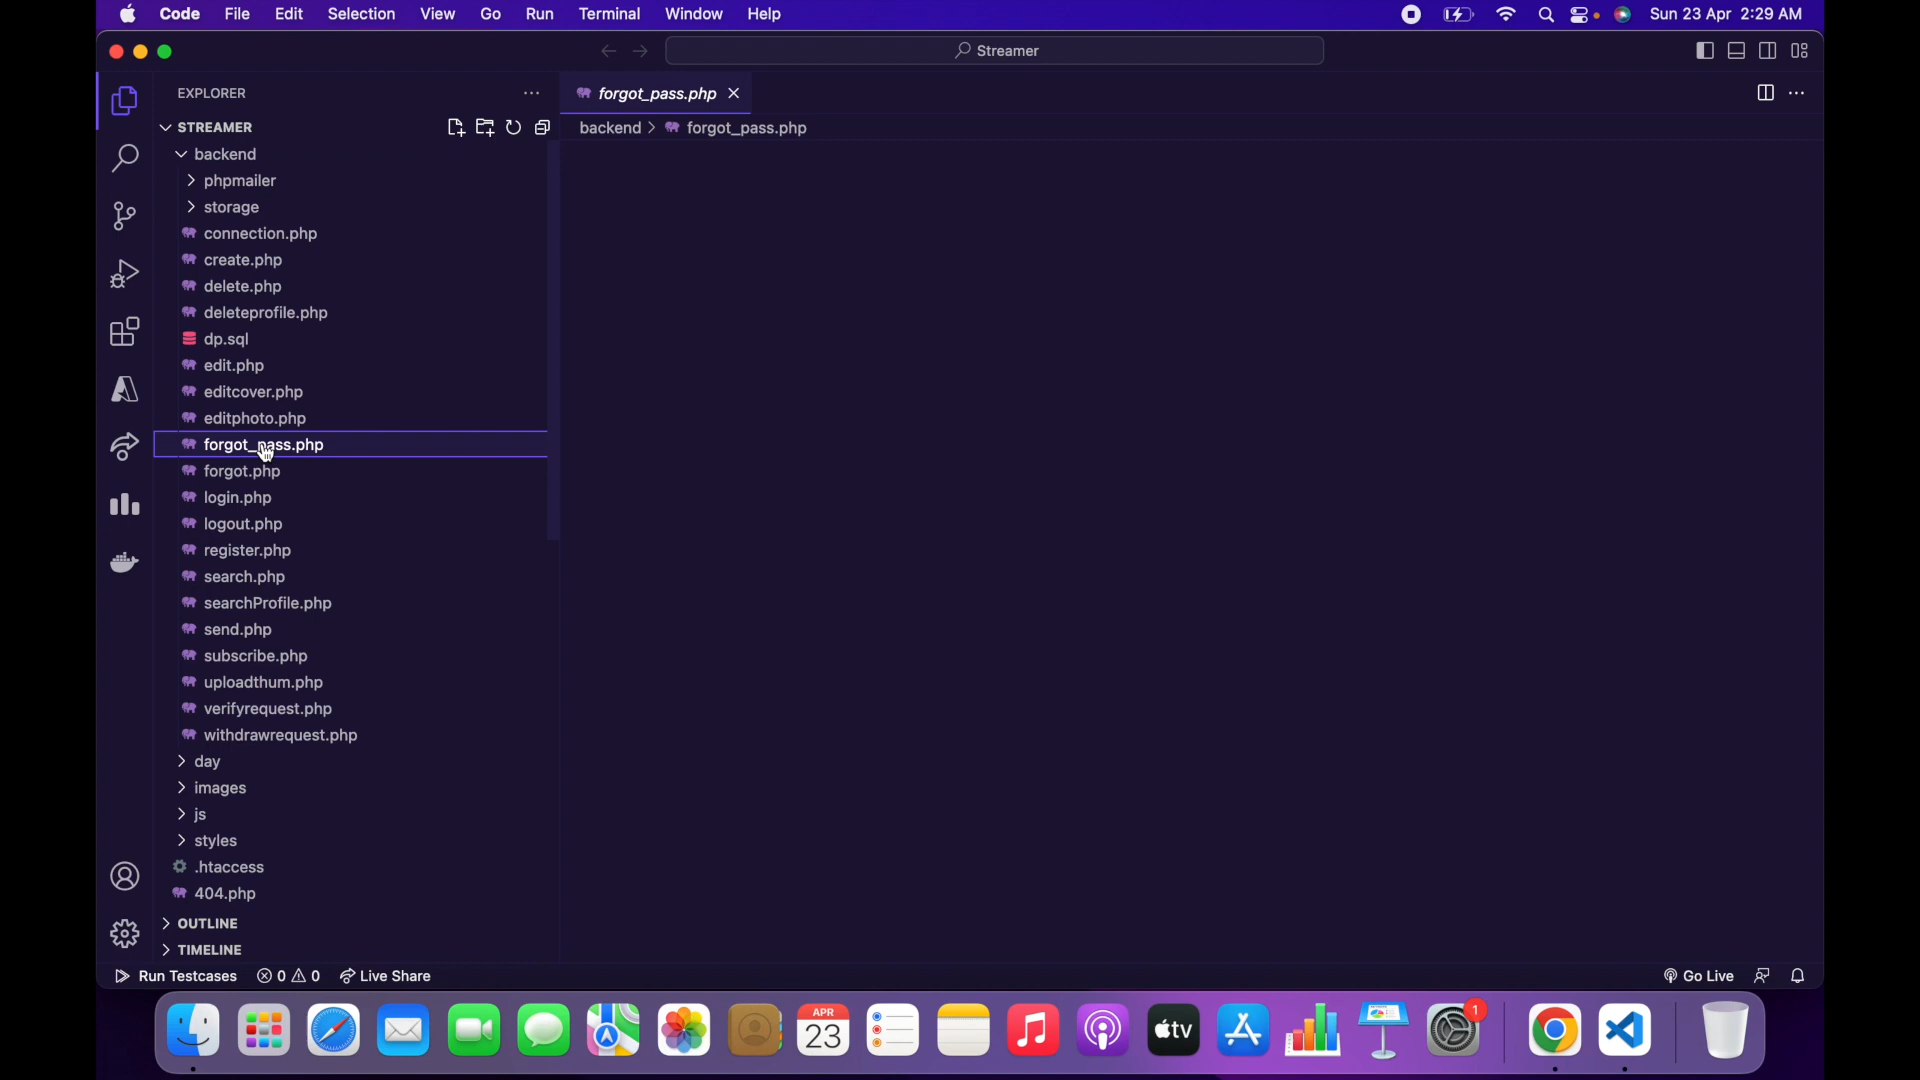 Code File Edit Selection View Go Run Terminal Window Help Sun 23 Apr 2:29 AM
Streamer
EXPLORER
forgot_pass.php
STREAMER
backend > forgot_pass.php
backend
phpmailer
storage
connection.php
create.php
delete.php
deleteprofile.php
dp.sql
edit.php
editcover.php
editphoto.php
forgot_pass.php
forgot.php
login.php
logout.php
register.php
search.php
searchProfile.php
send.php
subscribe.php
uploadthum.php
verifyrequest.php
withdrawrequest.php
day
images
js
styles
.htaccess
404.php
OUTLINE
TIMELINE
Run Testcases 0 0 Live Share Go Live
APR
23
tv
1